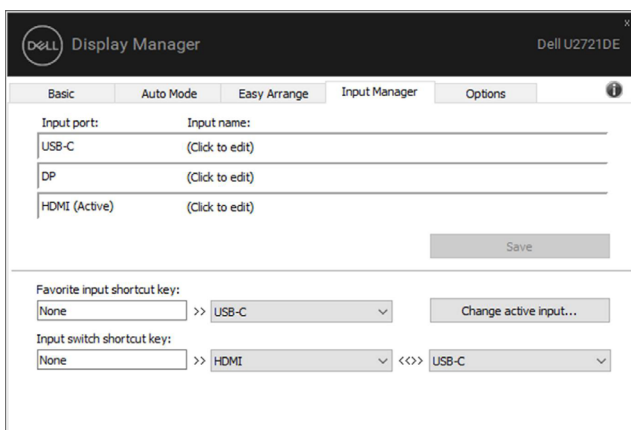 DELL Display Manager Dell U2721DE
x
Basic Auto Mode Easy Arrange Input Manager Options i
Input port: Input name:
USB-C (Click to edit)
DP (Click to edit)
HDMI (Active) (Click to edit)
Save
Favorite input shortcut key:
None >> USB-C Change active input...
Input switch shortcut key:
None >> HDMI <<>> USB-C